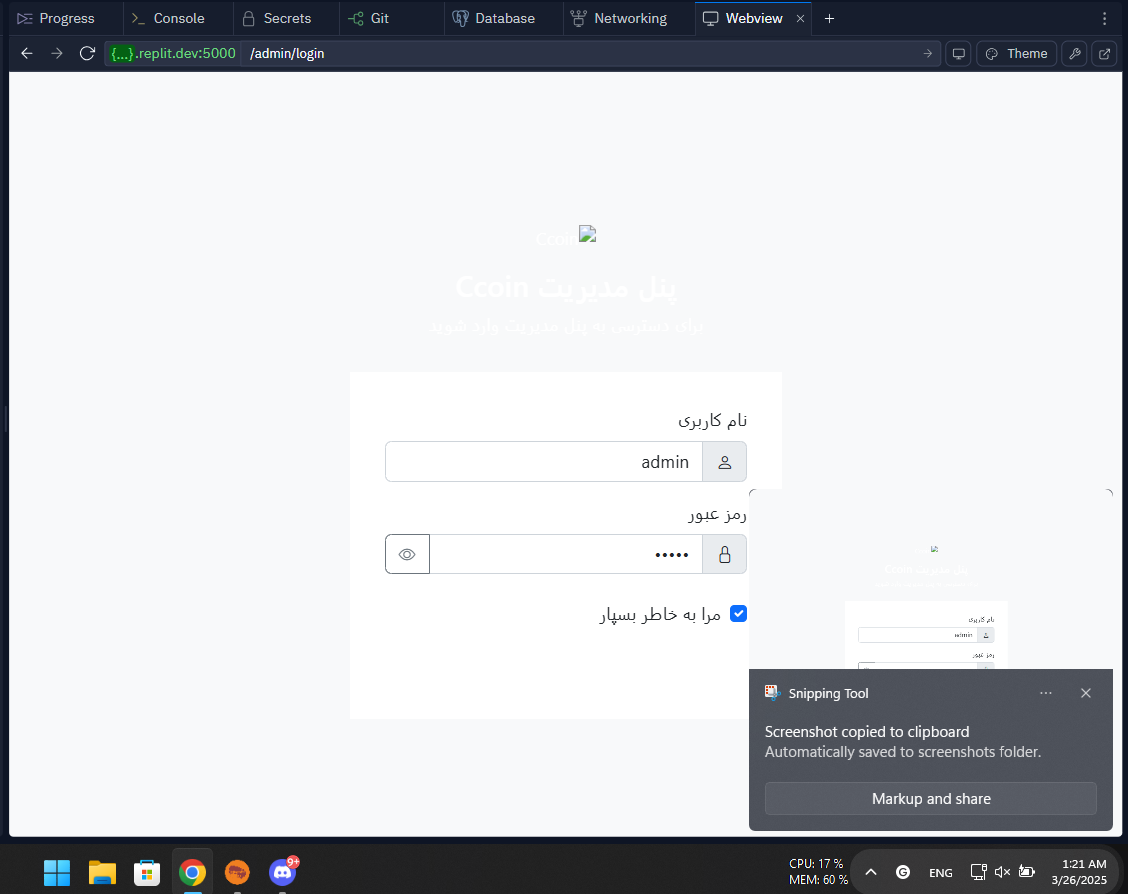 Progress
Console
Secrets
Git
Database
Networking
Webview
{...}.replit.dev:5000
/admin/login
Theme
Ccoin
پنل مدیریت Ccoin
برای دسترسی به پنل مدیریت وارد شوید
نام کاربری
admin
رمز عبور
•••••
مرا به خاطر بسپار
پنل مدیریت Ccoin
نام کاربری
admin
رمز عبور
Snipping Tool
Screenshot copied to clipboard
Automatically saved to screenshots folder.
Markup and share
9+
CPU: 17 %
MEM: 60 %
ENG
1:21 AM
3/26/2025